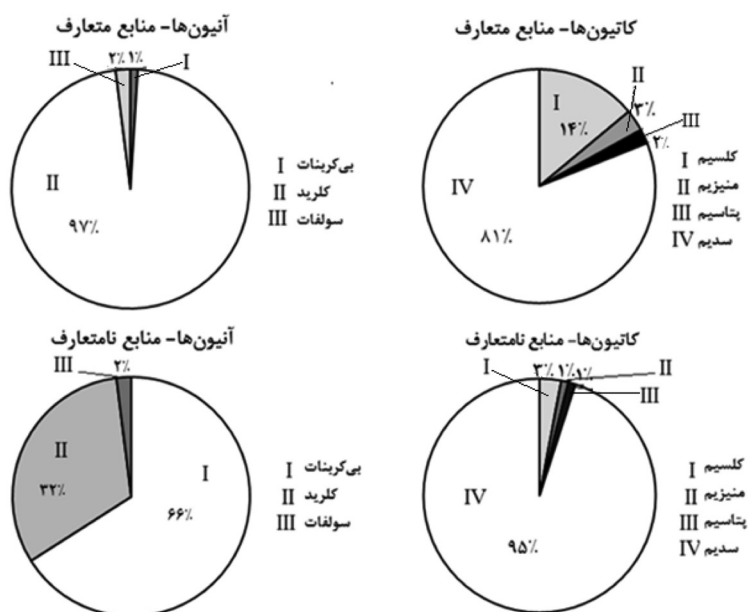 آنیون‌ها- منابع متعارف
III ۲٪ ۱٪ I
II
۹۷٪
I بی‌کربنات
II کلرید
III سولفات
کاتیون‌ها- منابع متعارف
I
۱۴٪
II
۳٪
III
۲٪
IV
۸۱٪
I کلسیم
II منیزیم
III پتاسیم
IV سدیم
آنیون‌ها- منابع نامتعارف
III ۲٪
II
۳۲٪
I
۶۶٪
I بی‌کربنات
II کلرید
III سولفات
کاتیون‌ها- منابع نامتعارف
I ۳٪ ۱٪ ۱٪ II
III
IV
۹۵٪
I کلسیم
II منیزیم
III پتاسیم
IV سدیم